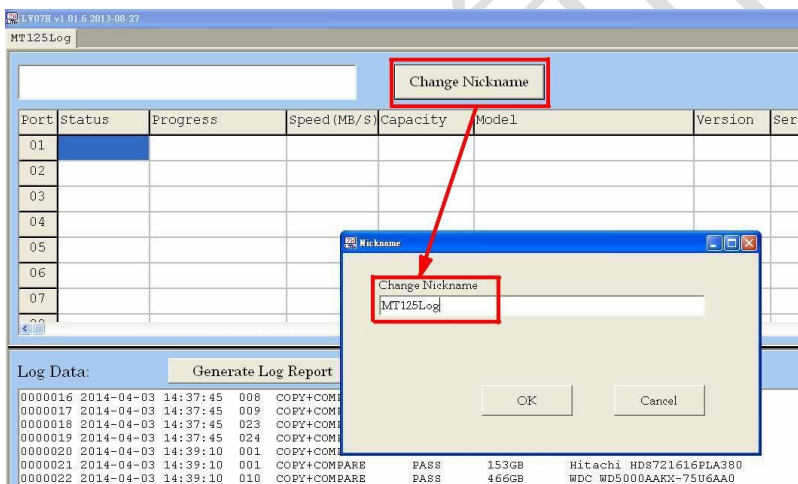 LV07H v1.01.6 2013-08-27
MT125Log
Change Nickname
Port Status Progress Speed(MB/S) Capacity Model Version Ser
01
02
03
04
05
06
07
Nickname
Change Nickname
MT125Log
OK Cancel
Log Data: Generate Log Report
0000016 2014-04-03 14:37:45 008 COPY+COMP
0000017 2014-04-03 14:37:45 009 COPY+COMP
0000018 2014-04-03 14:37:45 023 COPY+COMP
0000019 2014-04-03 14:37:45 024 COPY+COMP
0000020 2014-04-03 14:39:10 001 COPY+COMP
0000021 2014-04-03 14:39:10 001 COPY+COMPARE PASS 153GB Hitachi HDS721616PLA380
0000022 2014-04-03 14:39:10 010 COPY+COMPARE PASS 466GB WDC WD5000AAKX-75U6AA0